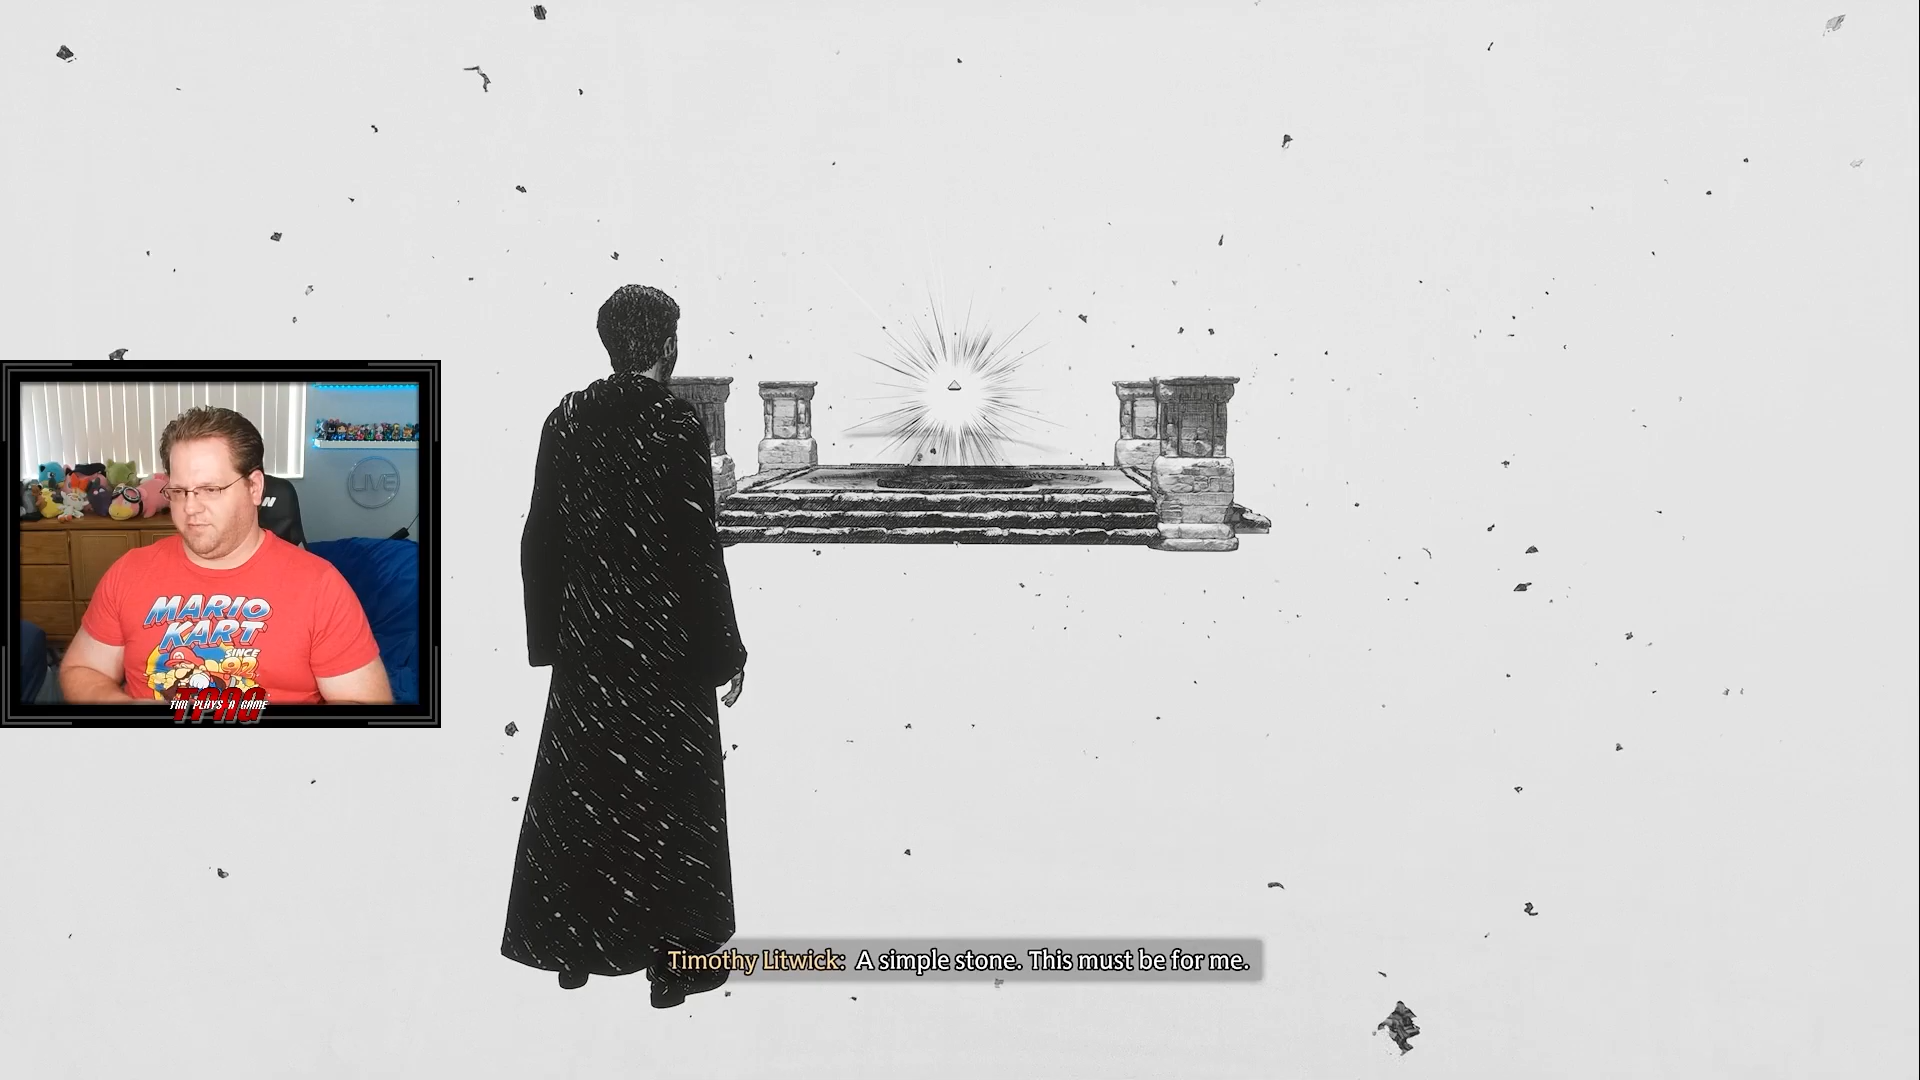 LIVE
N
MARIO
KART
SINCE
92
TPAG
TIM PLAYS A GAME
Timothy Litwick: A simple stone. This must be for me.